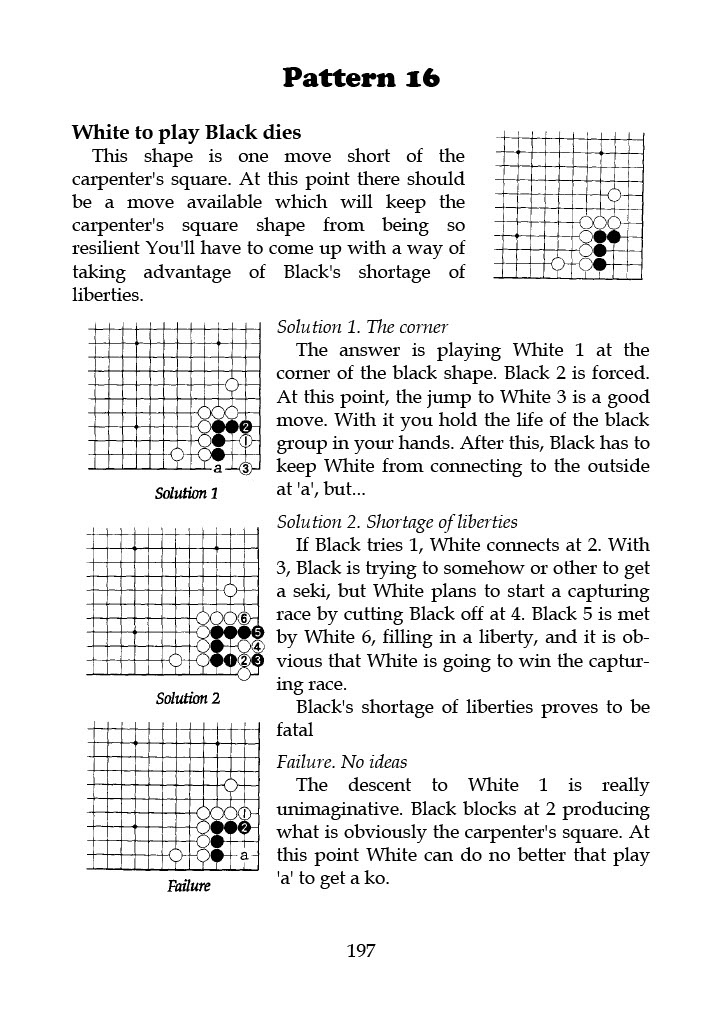 Pattern 16
White to play Black dies
This shape is one move short of the
carpenter's square. At this point there should
be a move available which will keep the
carpenter's square shape from being so
resilient You'll have to come up with a way of
taking advantage of Black's shortage of
liberties.
Solution 1. The corner
The answer is playing White 1 at the
corner of the black shape. Black 2 is forced.
At this point, the jump to White 3 is a good
move. With it you hold the life of the black
group in your hands. After this, Black has to
keep White from connecting to the outside
at 'a', but...
2
1
a
3
Solution 1
Solution 2. Shortage of liberties
If Black tries 1, White connects at 2. With
3, Black is trying to somehow or other to get
a seki, but White plans to start a capturing
race by cutting Black off at 4. Black 5 is met
by White 6, filling in a liberty, and it is ob-
vious that White is going to win the captur-
ing race.
Black's shortage of liberties proves to be
fatal
6
5
4
1 2 3
Solution 2
Failure. No ideas
The descent to White 1 is really
unimaginative. Black blocks at 2 producing
what is obviously the carpenter's square. At
this point White can do no better that play
'a' to get a ko.
1
2
a
Failure
197